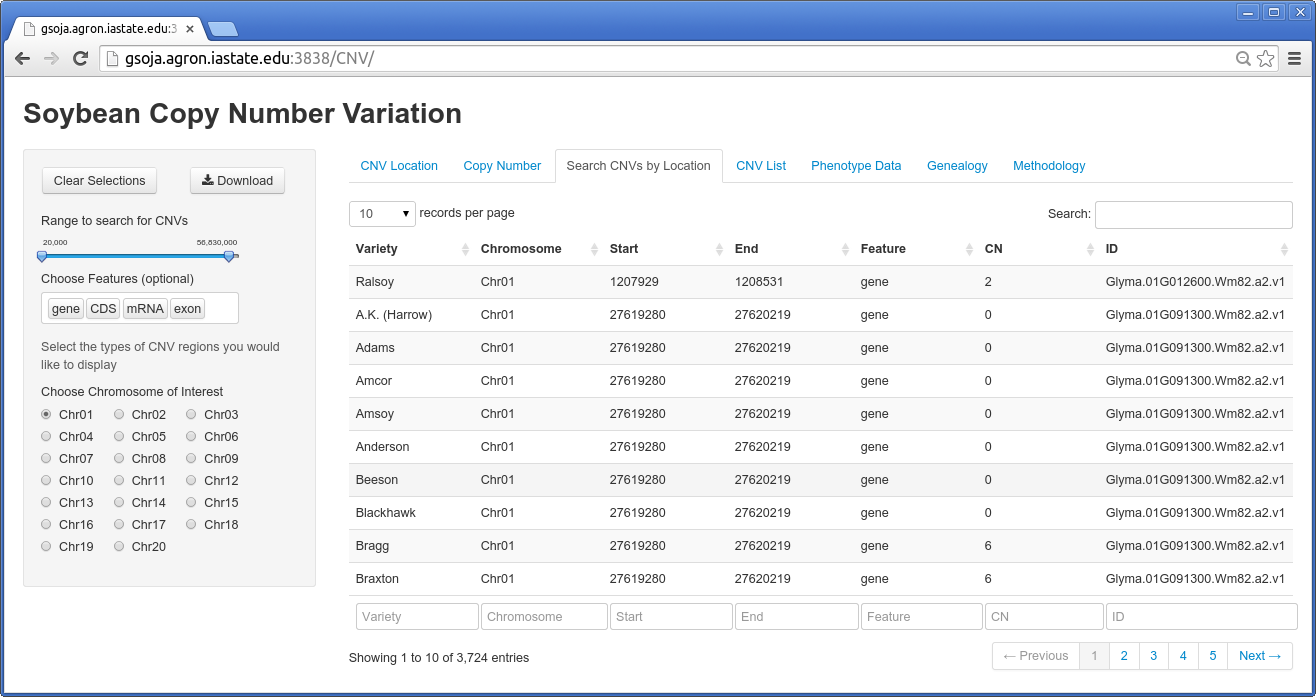 gsoja.agron.iastate.edu:3
gsoja.agron.iastate.edu:3838/CNV/
Soybean Copy Number Variation
Clear Selections Download
Range to search for CNVs
20,000 56,830,000
Choose Features (optional)
gene CDS mRNA exon
Select the types of CNV regions you would
like to display
Choose Chromosome of Interest
Chr01 Chr02 Chr03
Chr04 Chr05 Chr06
Chr07 Chr08 Chr09
Chr10 Chr11 Chr12
Chr13 Chr14 Chr15
Chr16 Chr17 Chr18
Chr19 Chr20
CNV Location Copy Number Search CNVs by Location CNV List Phenotype Data Genealogy Methodology
10 records per page Search:
Variety Chromosome Start End Feature CN ID
Ralsoy Chr01 1207929 1208531 gene 2 Glyma.01G012600.Wm82.a2.v1
A.K. (Harrow) Chr01 27619280 27620219 gene 0 Glyma.01G091300.Wm82.a2.v1
Adams Chr01 27619280 27620219 gene 0 Glyma.01G091300.Wm82.a2.v1
Amcor Chr01 27619280 27620219 gene 0 Glyma.01G091300.Wm82.a2.v1
Amsoy Chr01 27619280 27620219 gene 0 Glyma.01G091300.Wm82.a2.v1
Anderson Chr01 27619280 27620219 gene 0 Glyma.01G091300.Wm82.a2.v1
Beeson Chr01 27619280 27620219 gene 0 Glyma.01G091300.Wm82.a2.v1
Blackhawk Chr01 27619280 27620219 gene 0 Glyma.01G091300.Wm82.a2.v1
Bragg Chr01 27619280 27620219 gene 6 Glyma.01G091300.Wm82.a2.v1
Braxton Chr01 27619280 27620219 gene 6 Glyma.01G091300.Wm82.a2.v1
Variety Chromosome Start End Feature CN ID
Showing 1 to 10 of 3,724 entries ← Previous 1 2 3 4 5 Next →